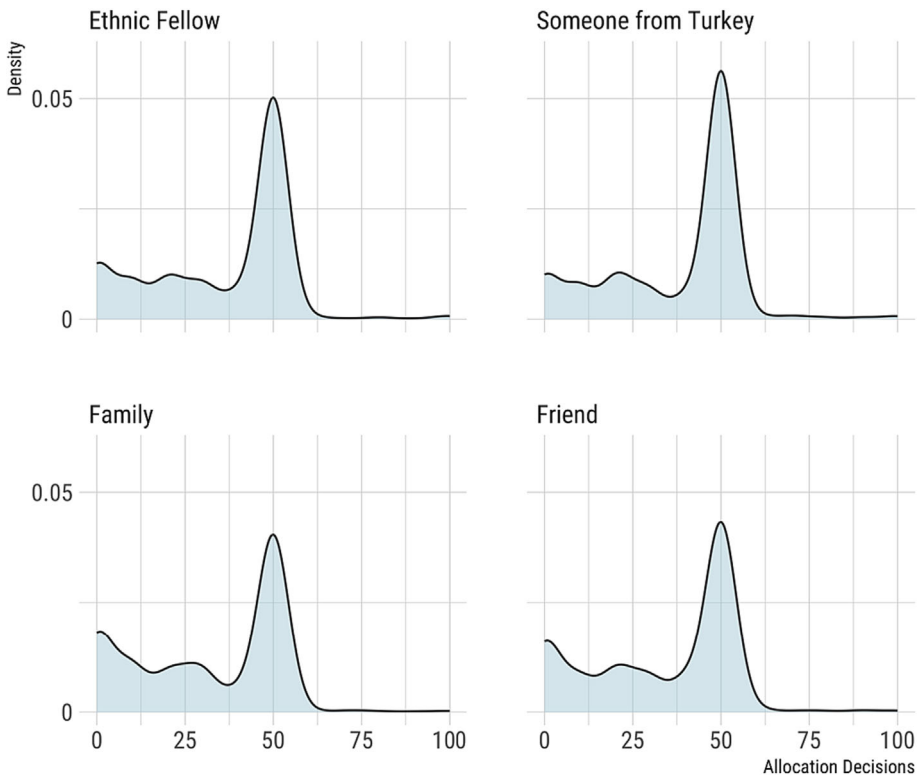 Ethnic Fellow
Someone from Turkey
Density
0.05
0
Family
Friend
0.05
0
0 25 50 75 100
0 25 50 75 100
Allocation Decisions